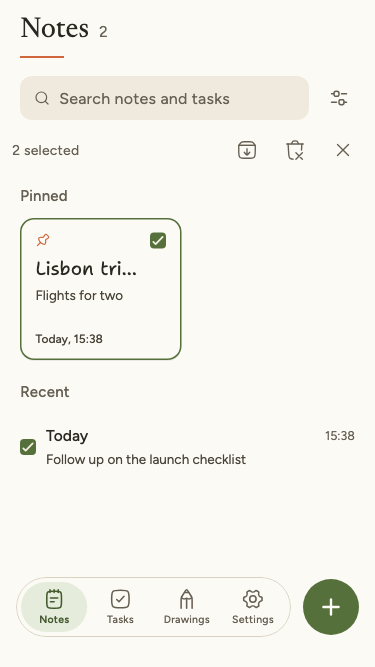 Notes 2
Search notes and tasks
2 selected
Pinned
Lisbon tri...
Flights for two
Today, 15:38
Recent
Today 15:38
Follow up on the launch checklist
Notes Tasks Drawings Settings